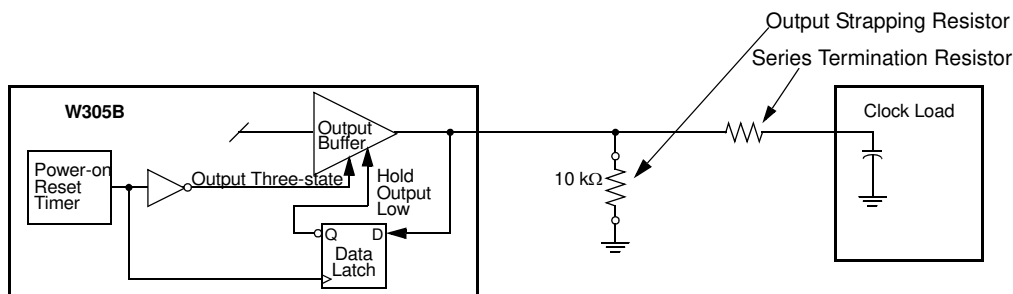 Output Strapping Resistor
Series Termination Resistor
W305B
Clock Load
Output
Buffer
Power-on
Reset
Timer
Output Three-state
Hold
Output
Low
10 kΩ
Q
D
Data
Latch